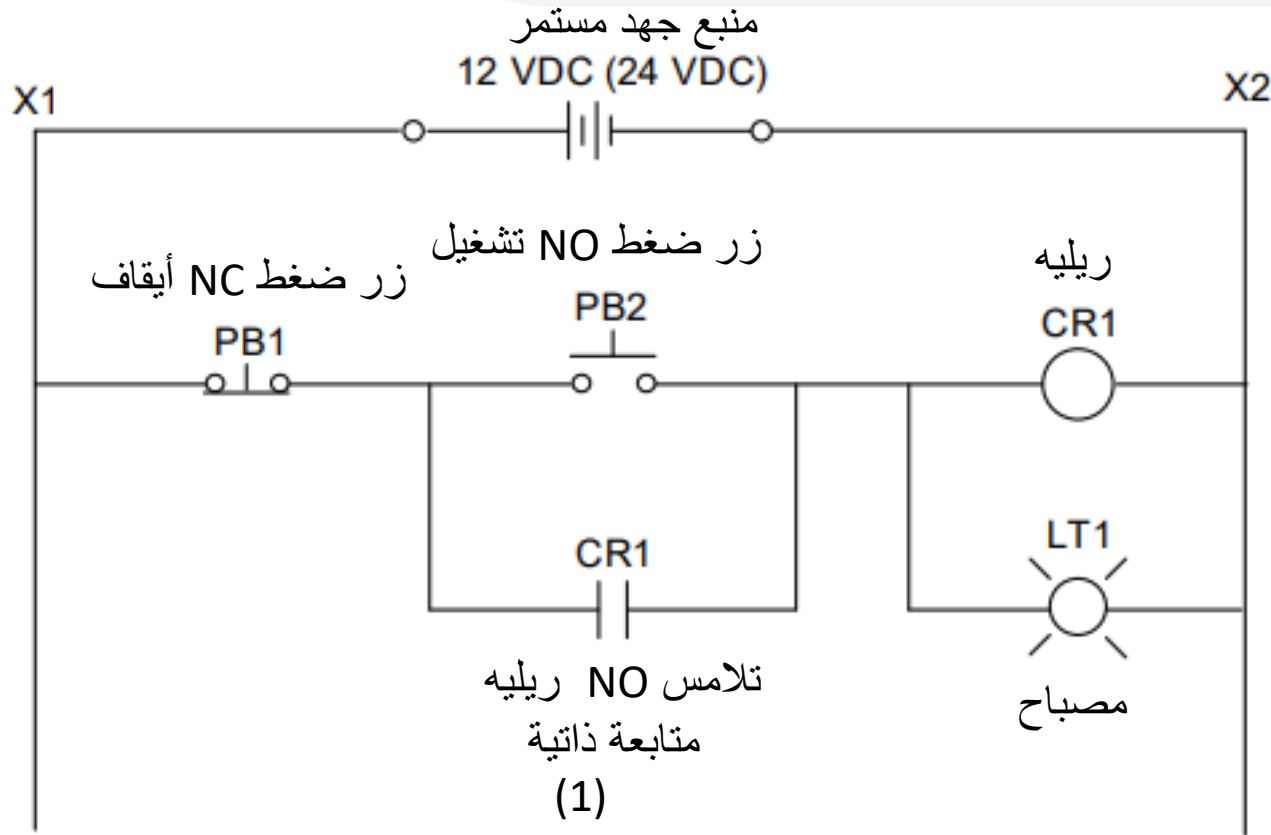 منبع جهد مستمر
12 VDC (24 VDC)
X1
X2
زر ضغط NO تشغيل
زر ضغط NC أيقاف
ريليه
PB1
PB2
CR1
CR1
LT1
تلامس NO ريليه
متابعة ذاتية
(1)
مصباح